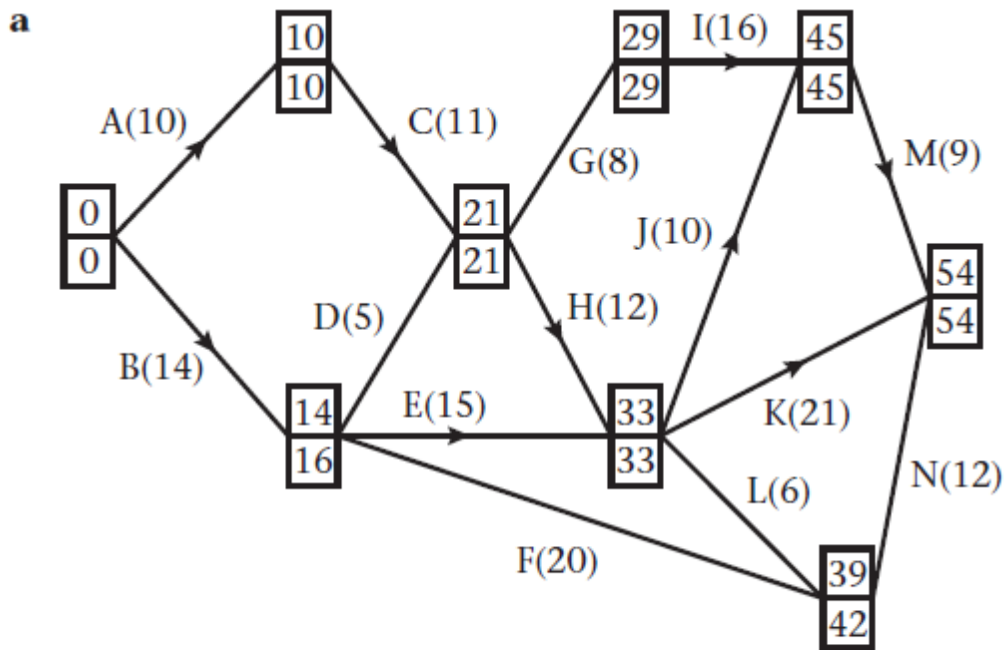 a
10
10
A(10)
C(11)
0
0
B(14)
14
16
D(5)
21
21
E(15)
F(20)
G(8)
H(12)
29
29
I(16)
45
45
J(10)
33
33
K(21)
L(6)
M(9)
54
54
N(12)
39
42